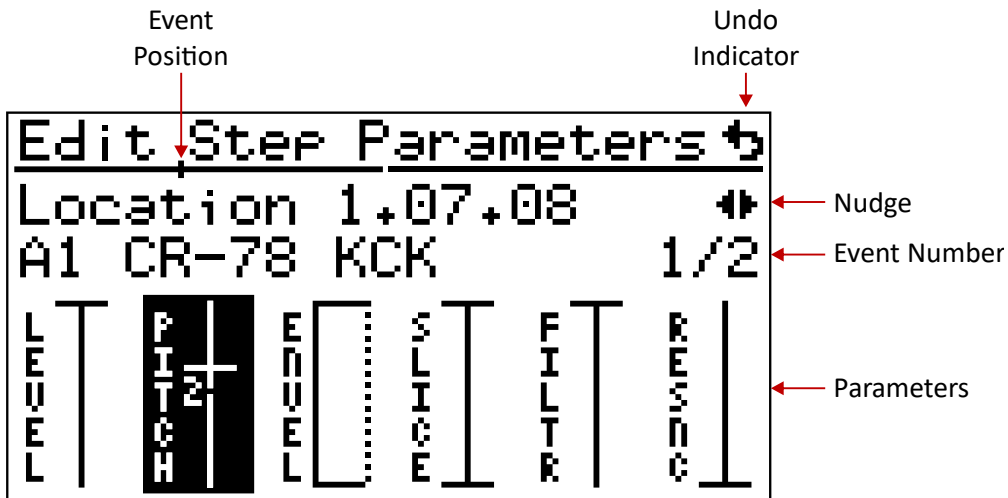 Event
Position
Undo
Indicator
Edit Step Parameters
Location 1.07.08
Nudge
A1 CR-78 KCK 1/2
Event Number
LEVEL
PITCH
2
ENVEL
SLICE
FILTR
RESNC
Parameters